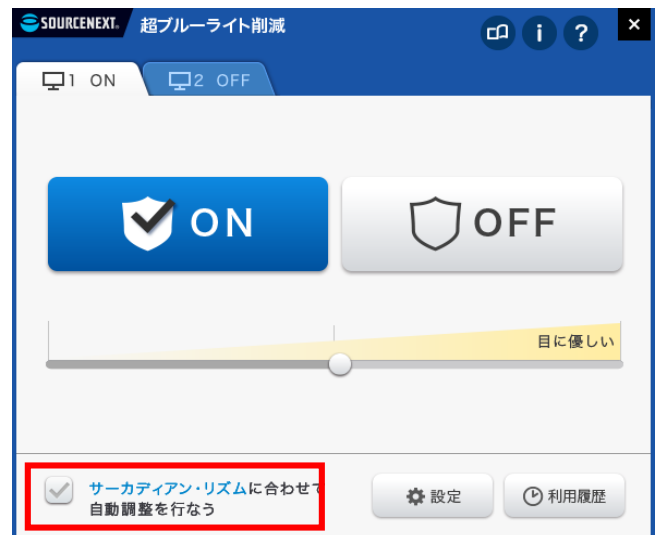 SOURCENEXT. 超ブルーライト削減
i ? ×
1 ON 2 OFF
ON OFF
目に優しい
サーカディアン・リズムに合わせて
自動調整を行なう
設定 利用履歴